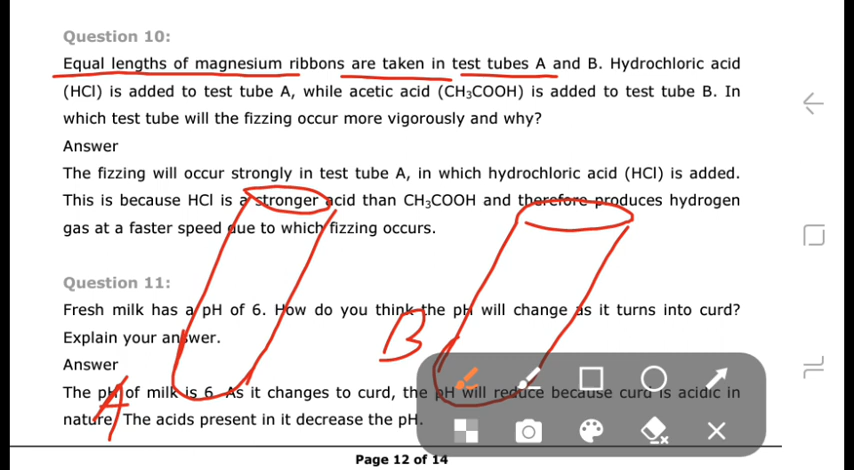 Question 10:
Equal lengths of magnesium ribbons are taken in test tubes A and B. Hydrochloric acid
(HCl) is added to test tube A, while acetic acid (CH₃COOH) is added to test tube B. In
which test tube will the fizzing occur more vigorously and why?
Answer
The fizzing will occur strongly in test tube A, in which hydrochloric acid (HCl) is added.
This is because HCl is a stronger acid than CH₃COOH and therefore produces hydrogen
gas at a faster speed due to which fizzing occurs.
Question 11:
Fresh milk has a pH of 6. How do you think the pH will change as it turns into curd?
Explain your answer.
B
Answer
The pH of milk is 6. As it changes to curd, the pH will reduce because curd is acidic in
A
nature. The acids present in it decrease the pH.
Page 12 of 14